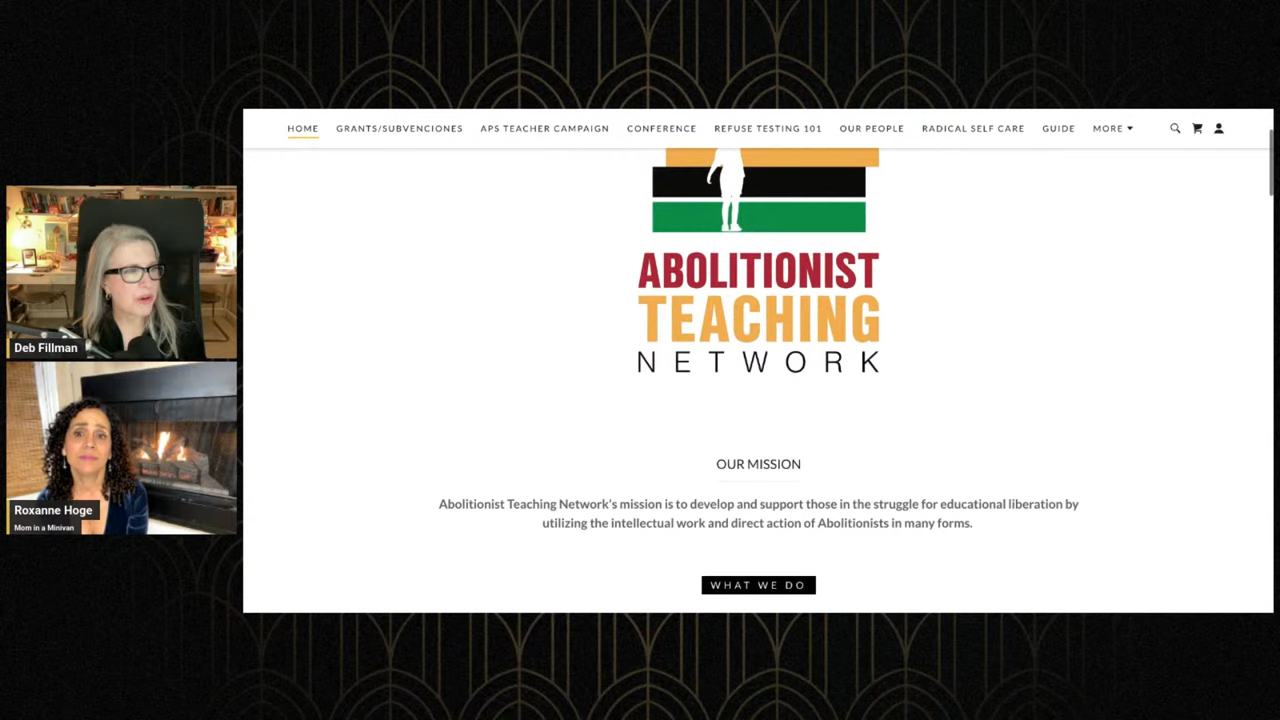 HOME GRANTS/SUBVENCIONES APS TEACHER CAMPAIGN CONFERENCE REFUSE TESTING 101 OUR PEOPLE RADICAL SELF CARE GUIDE MORE
ABOLITIONIST
TEACHING
NETWORK
OUR MISSION
Abolitionist Teaching Network's mission is to develop and support those in the struggle for educational liberation by
utilizing the intellectual work and direct action of Abolitionists in many forms.
WHAT WE DO
Deb Fillman
Roxanne Hoge
Mom in a Minivan